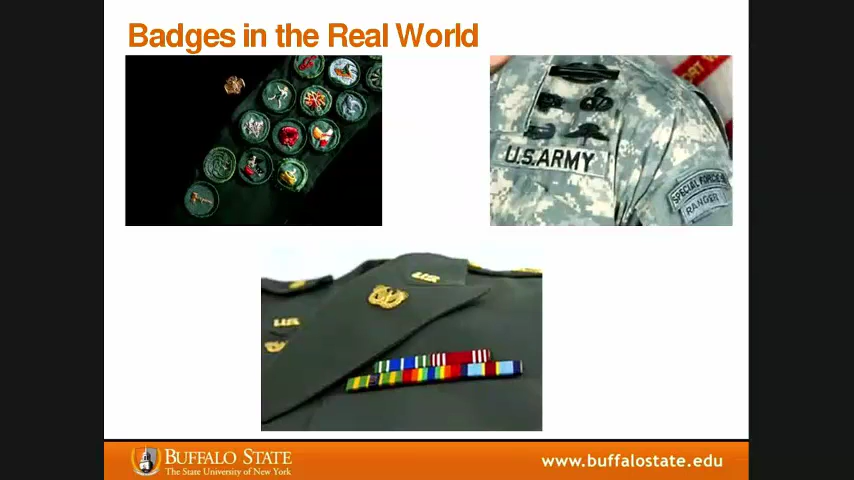 Badges in the Real World
U.S.ARMY
SPECIAL FORCES
RANGER
U.S.
U.S.
BUFFALO STATE
The State University of New York
www.buffalostate.edu